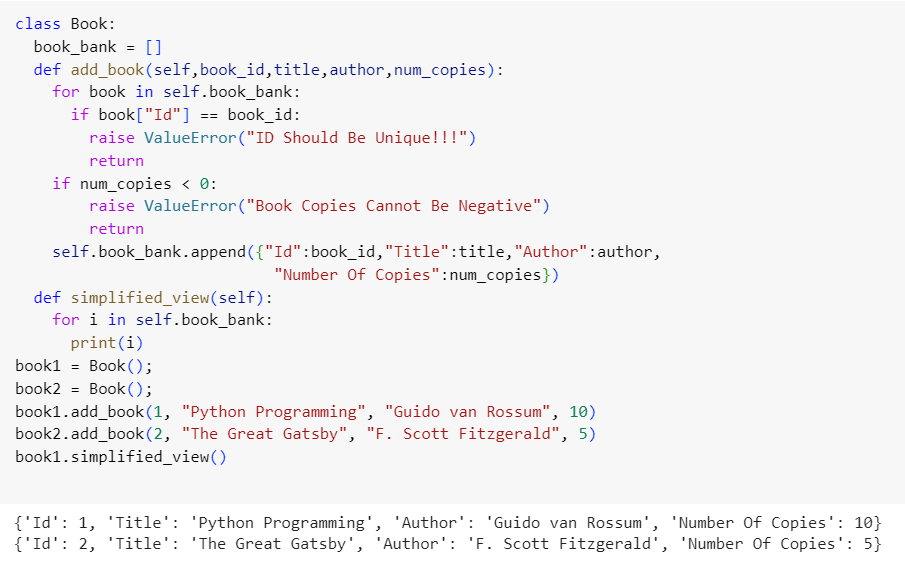 class Book:
  book_bank = []
  def add_book(self,book_id,title,author,num_copies):
    for book in self.book_bank:
      if book["Id"] == book_id:
        raise ValueError("ID Should Be Unique!!!")
        return
    if num_copies < 0:
        raise ValueError("Book Copies Cannot Be Negative")
        return
    self.book_bank.append({"Id":book_id,"Title":title,"Author":author,
                            "Number Of Copies":num_copies})
  def simplified_view(self):
    for i in self.book_bank:
      print(i)
book1 = Book();
book2 = Book();
book1.add_book(1, "Python Programming", "Guido van Rossum", 10)
book2.add_book(2, "The Great Gatsby", "F. Scott Fitzgerald", 5)
book1.simplified_view()
{'Id': 1, 'Title': 'Python Programming', 'Author': 'Guido van Rossum', 'Number Of Copies': 10}
{'Id': 2, 'Title': 'The Great Gatsby', 'Author': 'F. Scott Fitzgerald', 'Number Of Copies': 5}